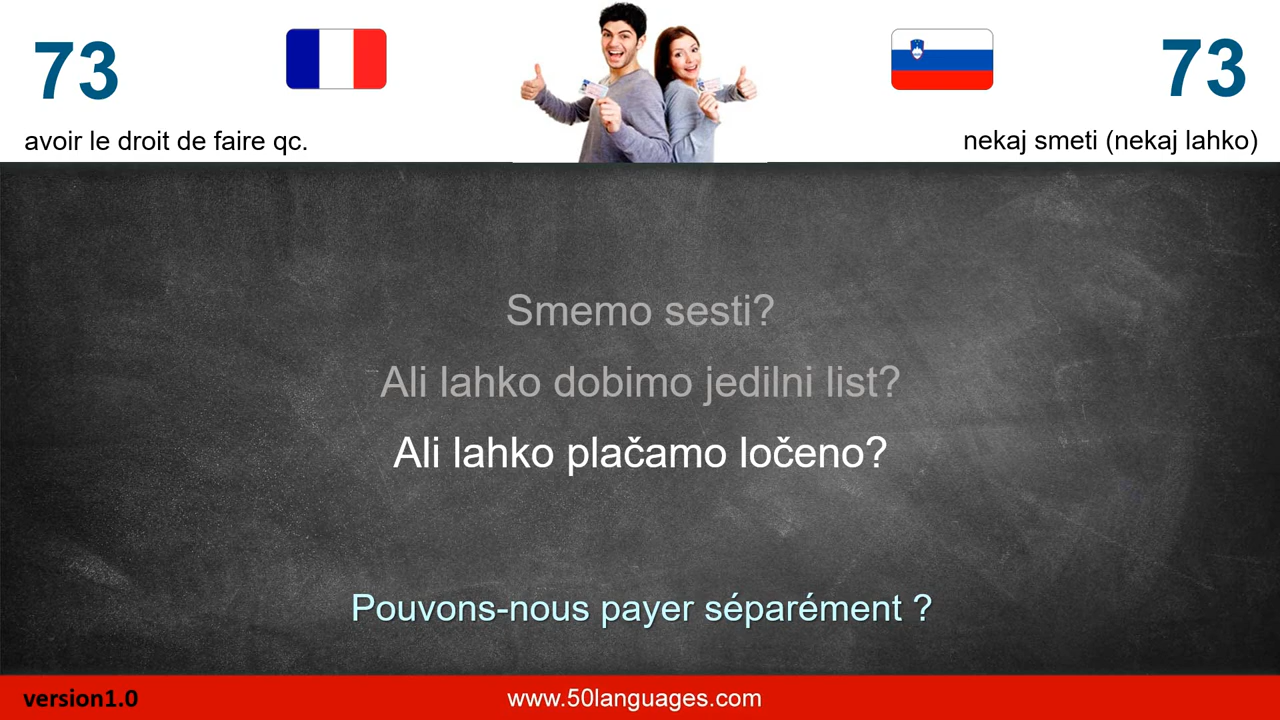 73
73
avoir le droit de faire qc.
nekaj smeti (nekaj lahko)
Smemo sesti?
Ali lahko dobimo jedilni list?
Ali lahko plačamo ločeno?
Pouvons-nous payer séparément ?
version1.0
www.50languages.com